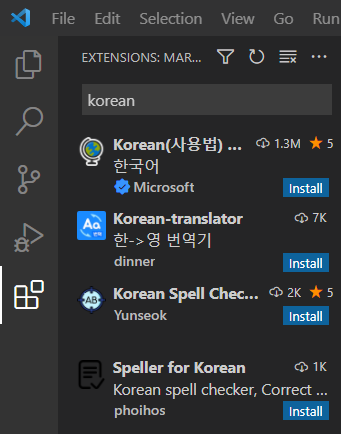 File Edit Selection View Go Run
EXTENSIONS: MAR...
korean
Korean(사용법) ... 1.3M 5
한국어
Microsoft Install
Korean-translator 7K
한->영 번역기
dinner Install
Korean Spell Chec... 2K 5
Yunseok Install
Speller for Korean 1K
Korean spell checker, Correct ...
phoihos Install